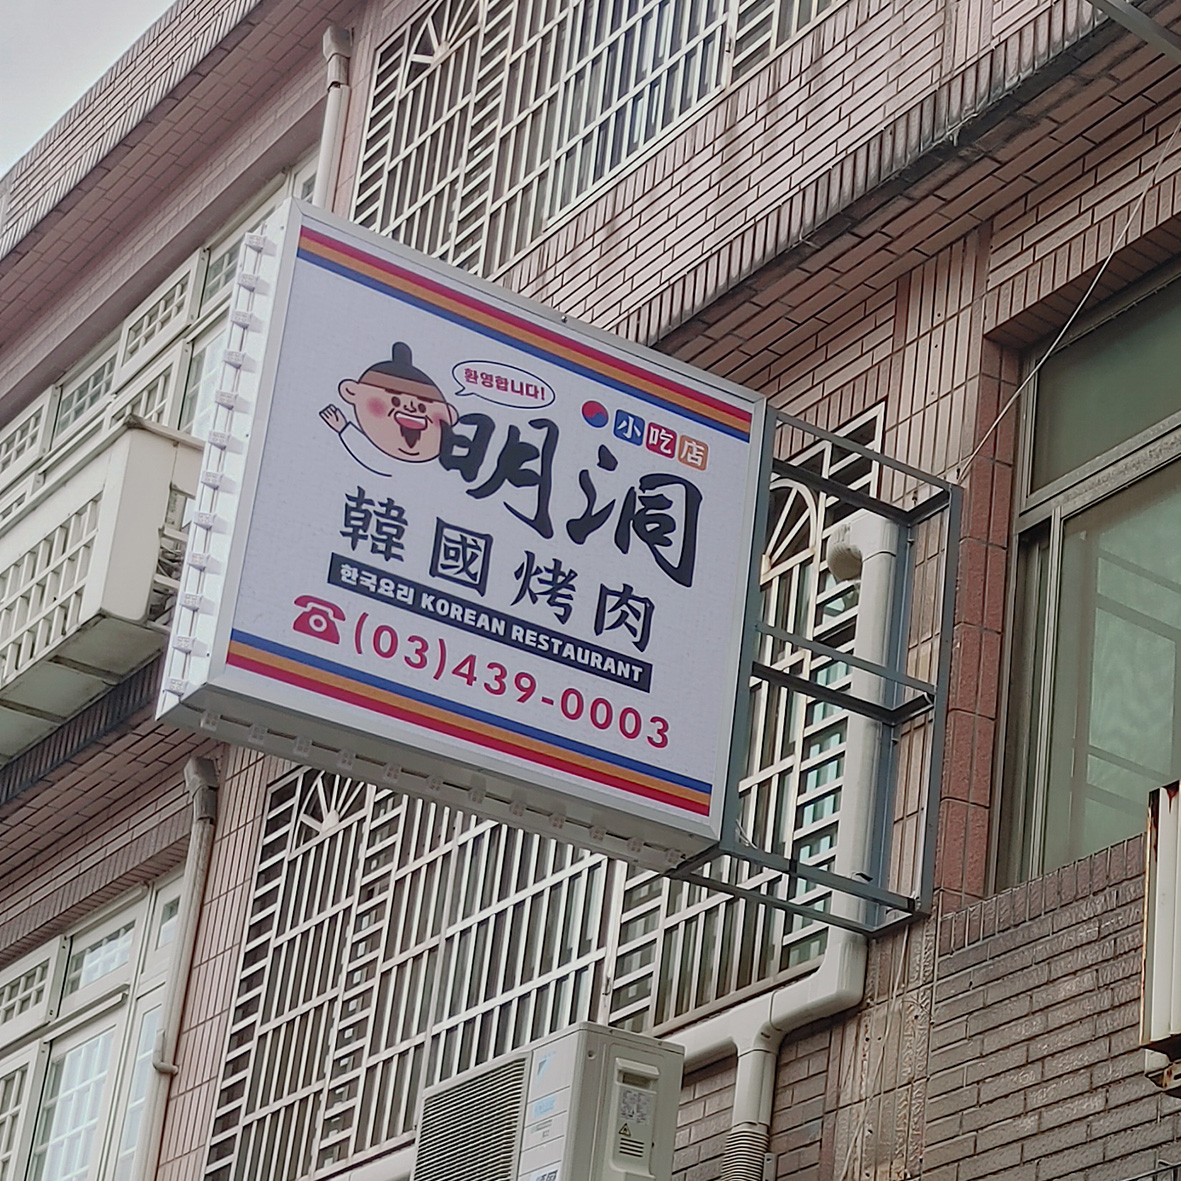 환영합니다!
小吃店
明洞
韓國烤肉
한국요리 KOREAN RESTAURANT
(03)439-0003